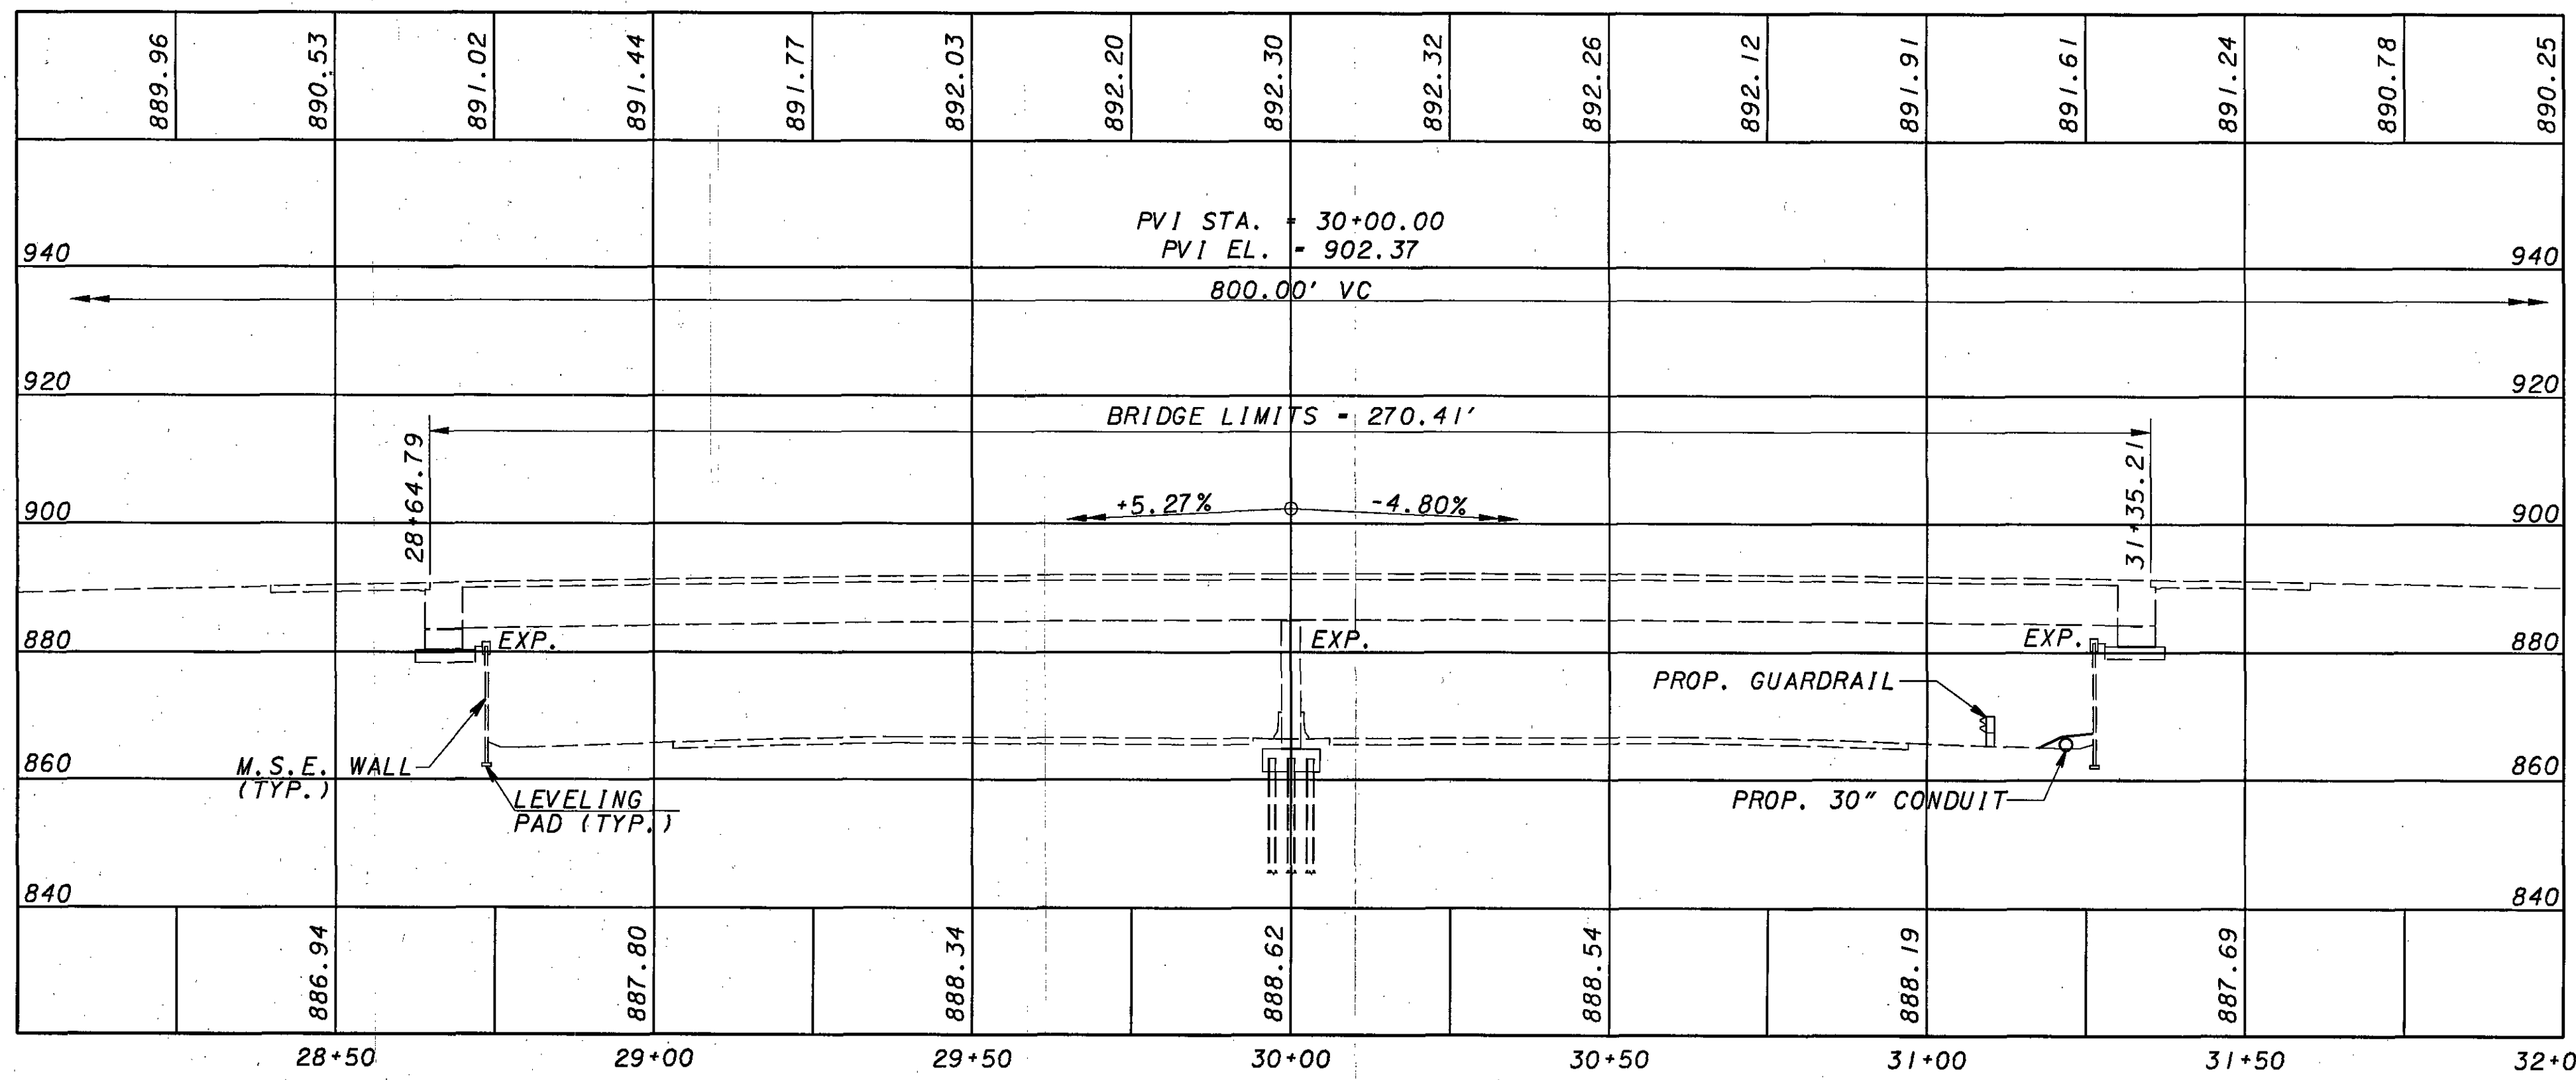 889.96 890.53 891.02 891.44 891.77 892.03 892.20 892.30 892.32 892.26 892.12 891.91 891.61 891.24 890.78 890.25
PVI STA. = 30+00.00
PVI EL. = 902.37
940 940
800.00' VC
920 920
BRIDGE LIMITS = 270.41'
28+64.79
31+35.21
+5.27% -4.80%
900 900
880 EXP. EXP. EXP. 880
PROP. GUARDRAIL
M.S.E. WALL
(TYP.)
860 860
LEVELING
PAD (TYP.)
PROP. 30" CONDUIT
840 840
886.94 887.80 888.34 888.62 888.54 888.19 887.69
28+50 29+00 29+50 30+00 30+50 31+00 31+50 32+0